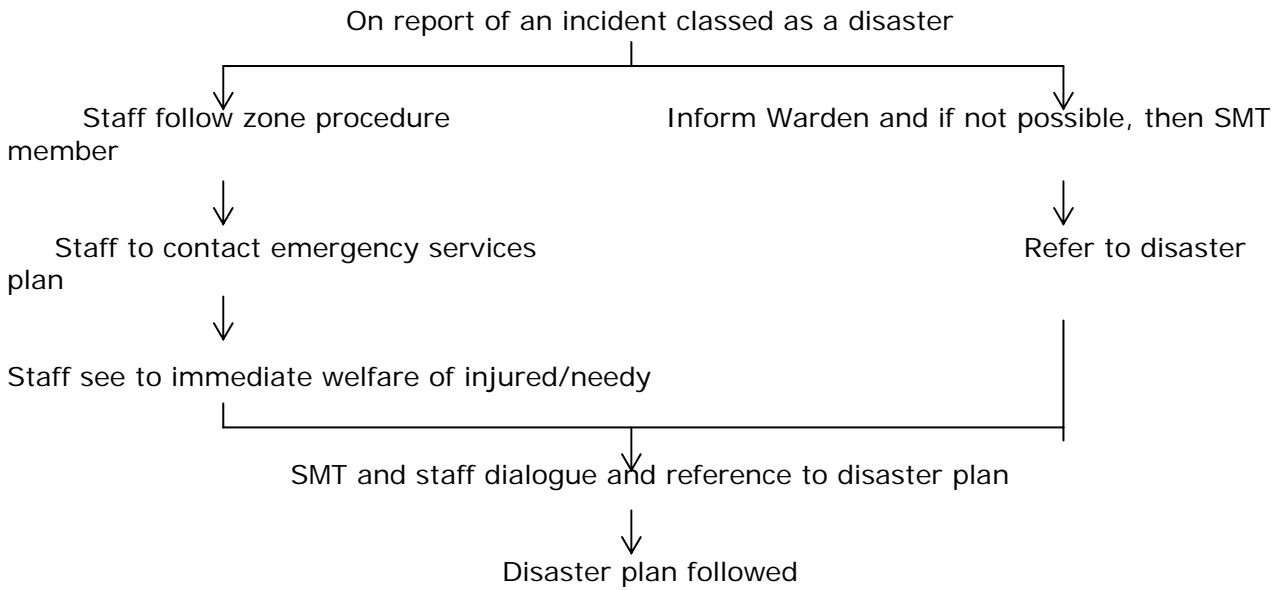 On report of an incident classed as a disaster
Staff follow zone procedure Inform Warden and if not possible, then SMT
member
Staff to contact emergency services Refer to disaster
plan
Staff see to immediate welfare of injured/needy
SMT and staff dialogue and reference to disaster plan
Disaster plan followed